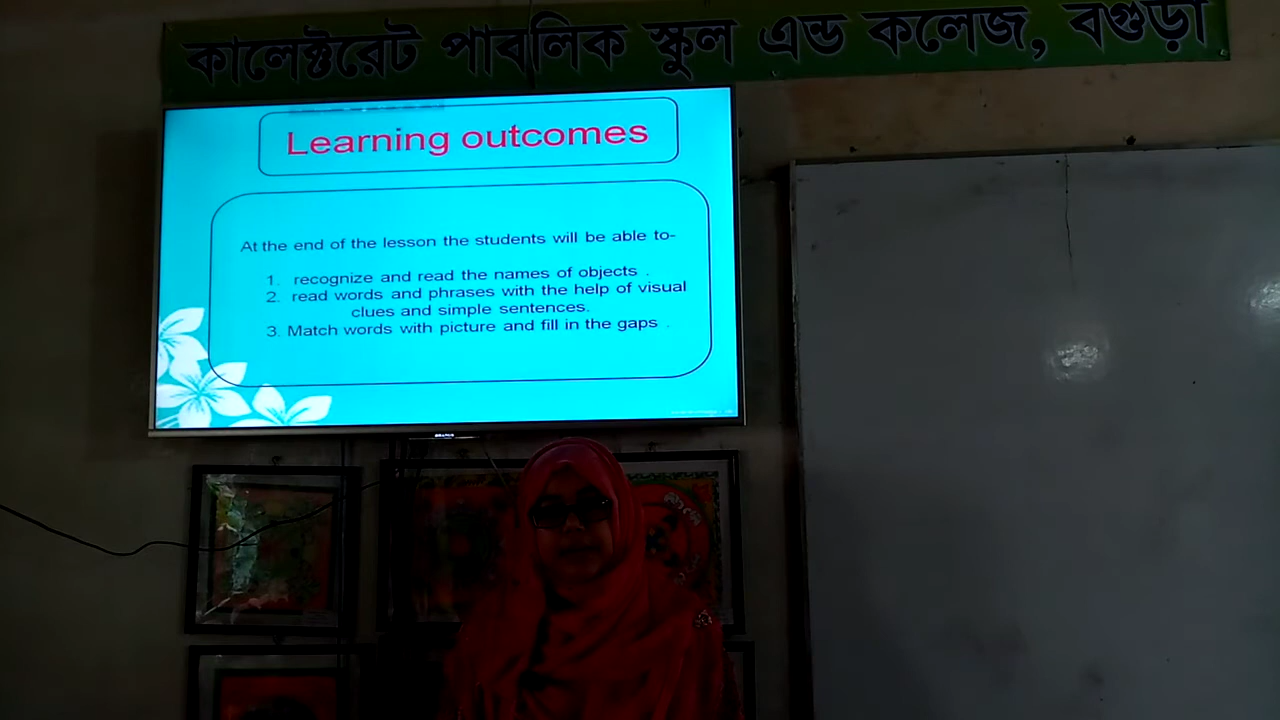 কালেক্টরেট পাবলিক স্কুল এন্ড কলেজ, বগুড়া
Learning outcomes
At the end of the lesson the students will be able to-
1. recognize and read the names of objects .
2. read words and phrases with the help of visual
clues and simple sentences.
3. Match words with picture and fill in the gaps .